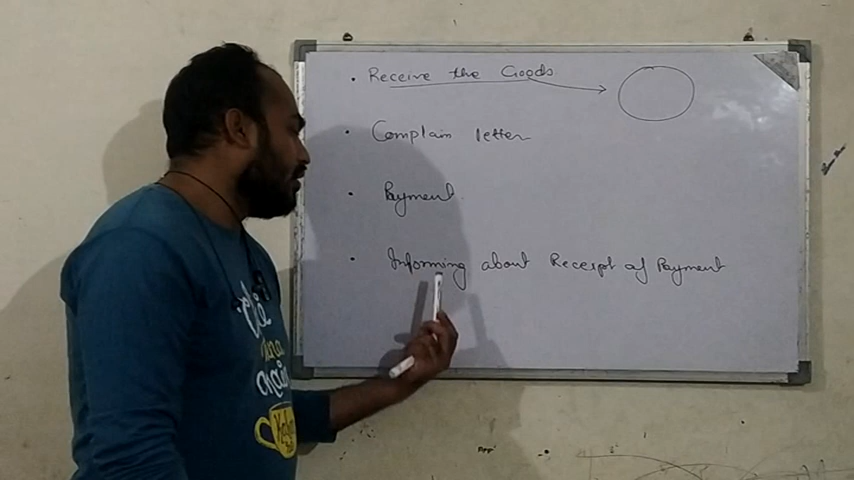 • Receive the Goods
• Complain letter
• Payment
• Informing about Receipt of Payment